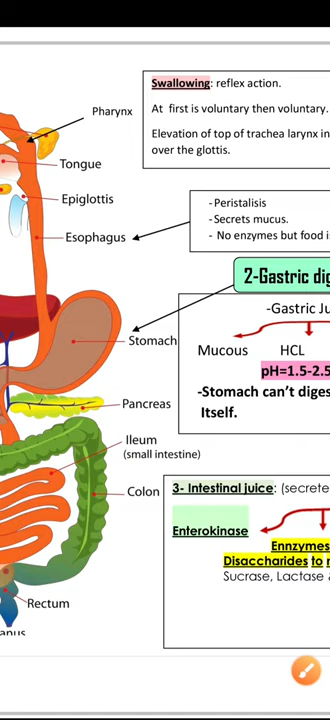 Swallowing: reflex action.
At first is voluntary then voluntary.
Elevation of top of trachea larynx in
over the glottis.
Pharynx
Tongue
Epiglottis
Esophagus
-Peristalisis
-Secrets mucus.
- No enzymes but food is
2-Gastric dig
-Gastric Ju
Mucous HCL
pH=1.5-2.5
-Stomach can't diges
Itself.
Stomach
Pancreas
Ileum
(small intestine)
Colon
3- Intestinal juice: (secrete
Enterokinase
Ennzymes
Disaccharides to
Sucrase, Lactase &
Rectum
anus